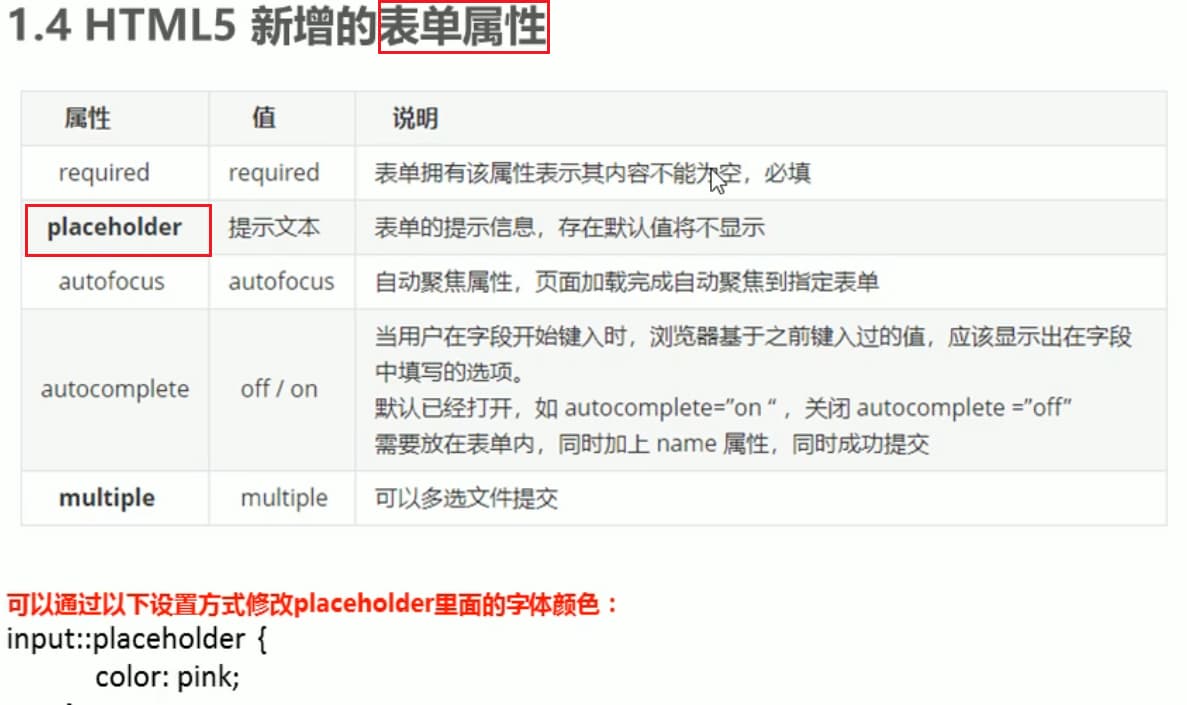 1.4 HTML5 新增的表单属性
属性 值 说明
required required 表单拥有该属性表示其内容不能为空，必填
placeholder 提示文本 表单的提示信息，存在默认值将不显示
autofocus autofocus 自动聚焦属性，页面加载完成自动聚焦到指定表单
autocomplete off / on 当用户在字段开始键入时，浏览器基于之前键入过的值，应该显示出在字段
中填写的选项。
默认已经打开，如 autocomplete=”on “ ，关闭 autocomplete =”off”
需要放在表单内，同时加上 name 属性，同时成功提交
multiple multiple 可以多选文件提交
可以通过以下设置方式修改placeholder里面的字体颜色：
input::placeholder {
color: pink;